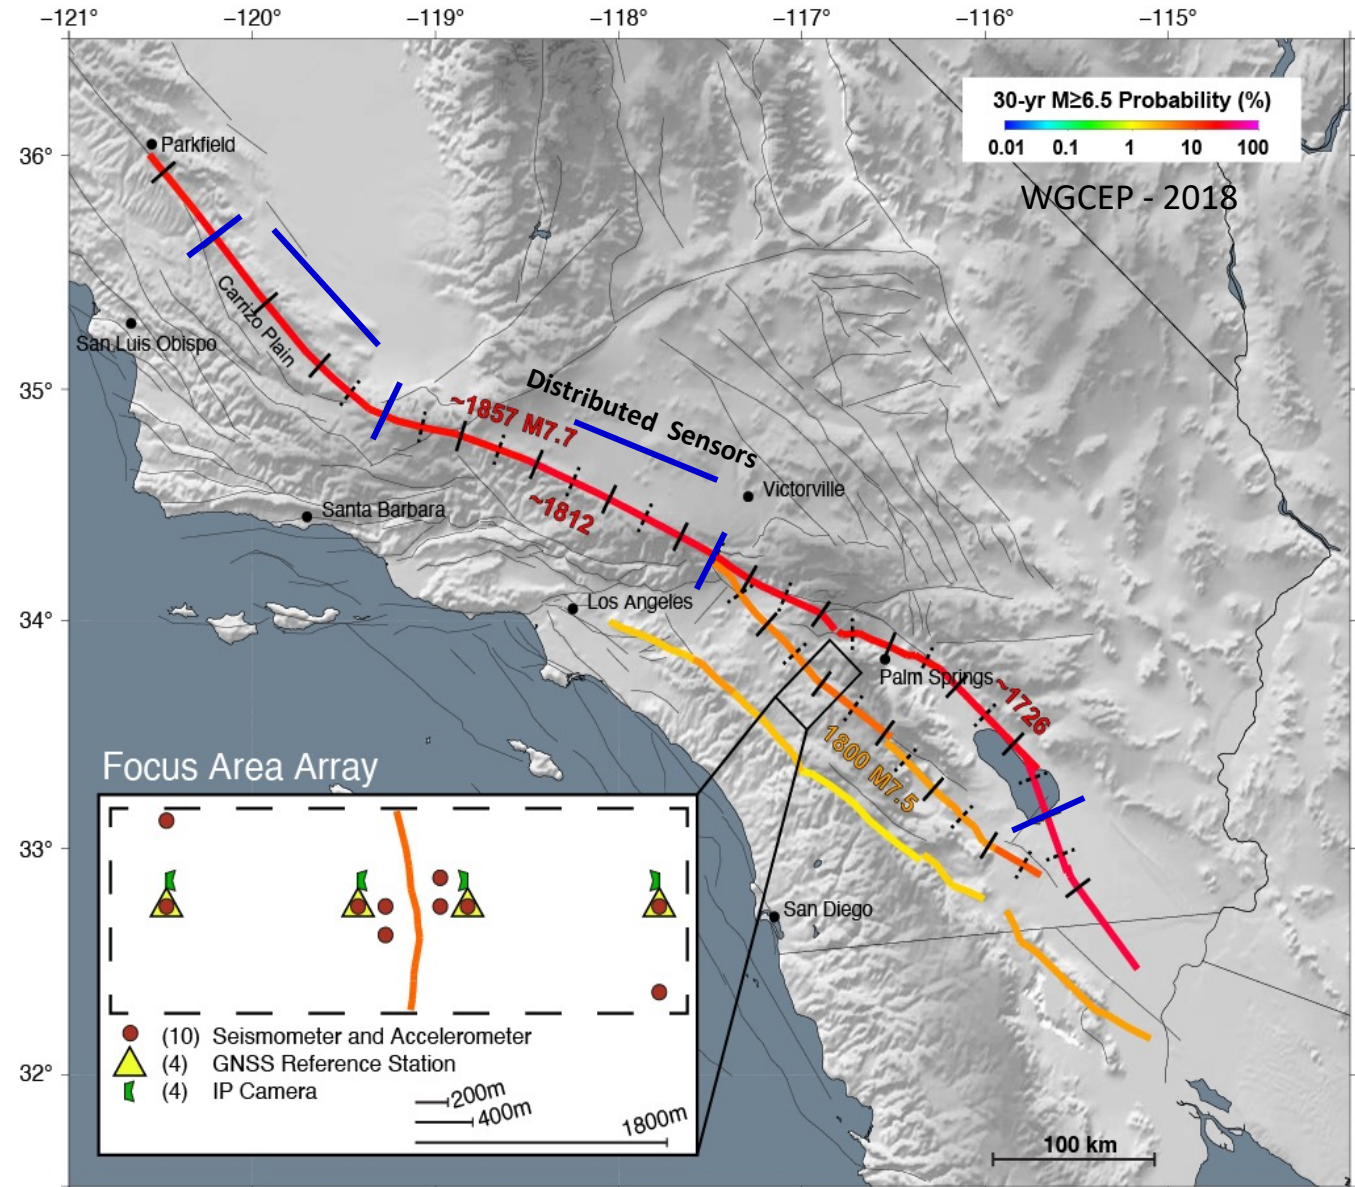 −121° −120° −119° −118° −117° −116° −115°
30-yr M≥6.5 Probability (%)
0.01 0.1 1 10 100
WGCEP - 2018
36°
Parkfield
Carrizo Plain
San Luis Obispo
35°
~1857 M7.7
Distributed Sensors
Victorville
~1812
Santa Barbara
Los Angeles
34°
Palm Springs
~1726
1800 M7.5
33°
San Diego
32°
100 km
Focus Area Array
(10) Seismometer and Accelerometer
(4) GNSS Reference Station
(4) IP Camera
200m
400m
1800m